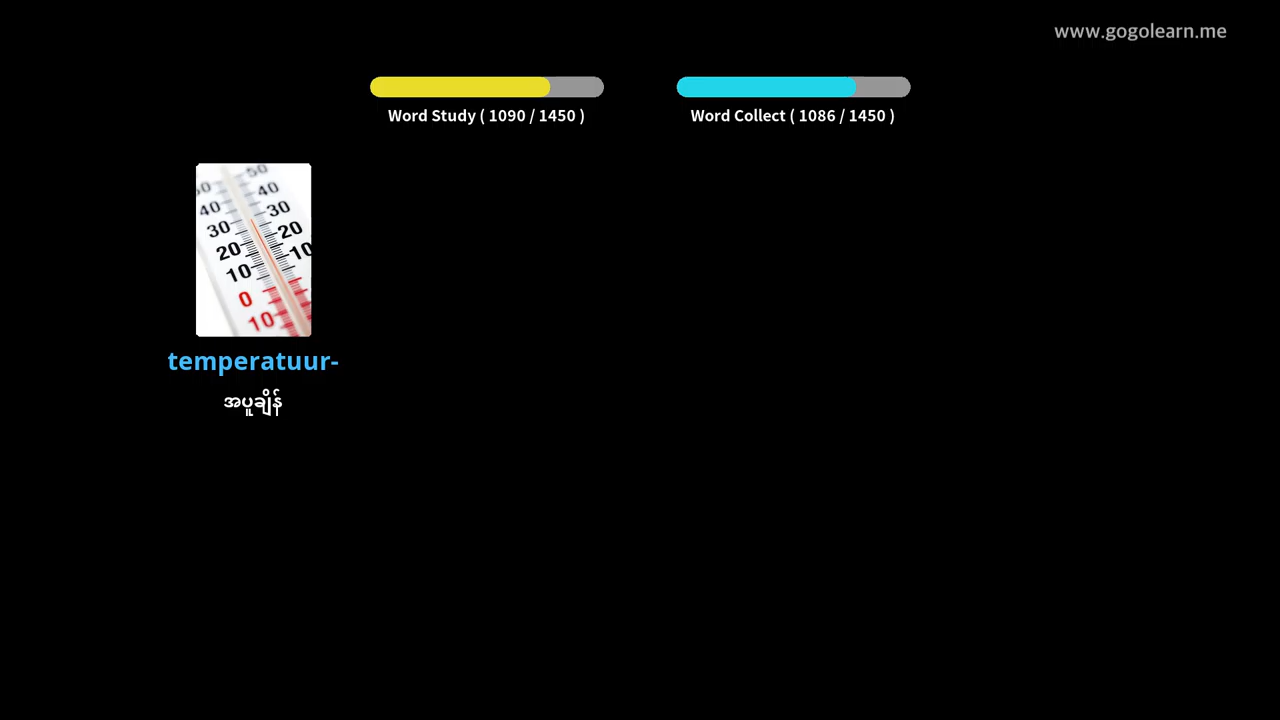 www.gogolearn.me
Word Study ( 1090 / 1450 )
Word Collect ( 1086 / 1450 )
50
50
40
40
30
30
20
20
10
10
0
10
temperatuur-
အပူချိန်